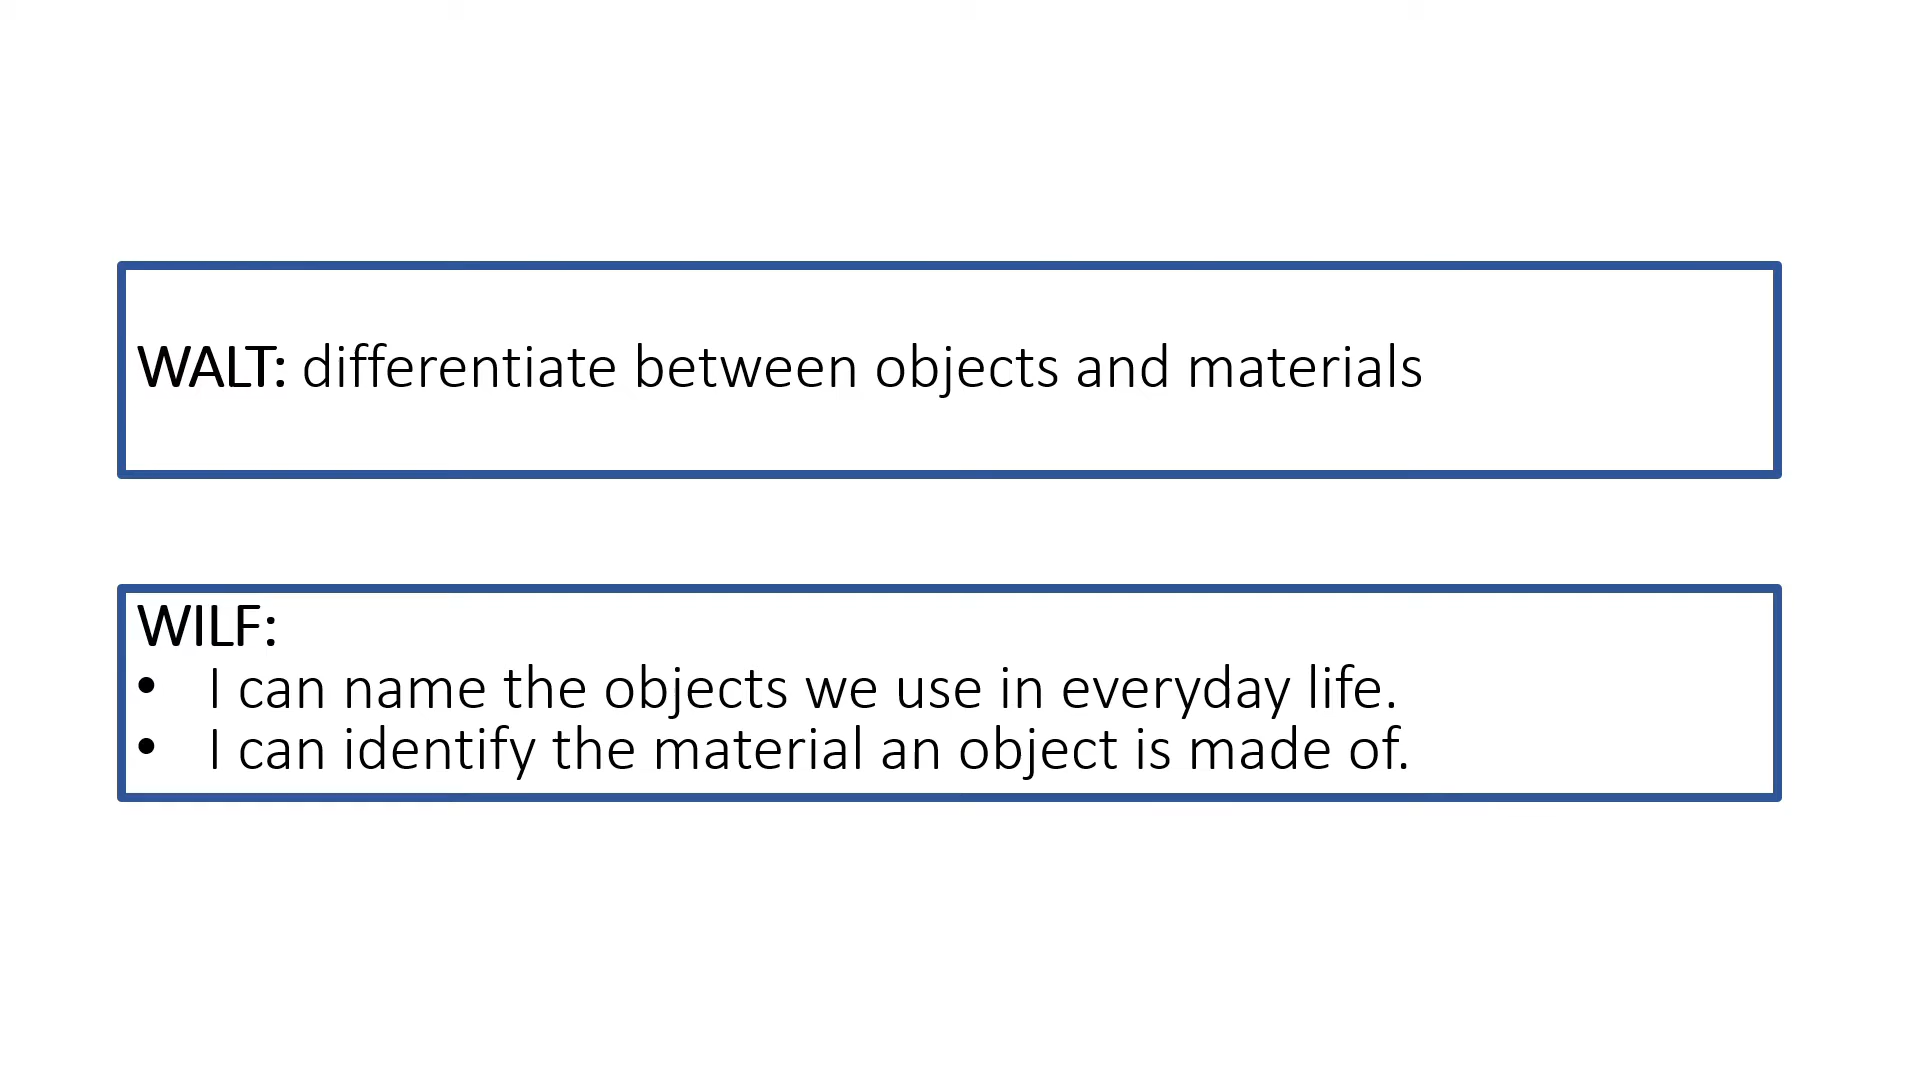 WALT: differentiate between objects and materials
WILF:
• I can name the objects we use in everyday life.
• I can identify the material an object is made of.